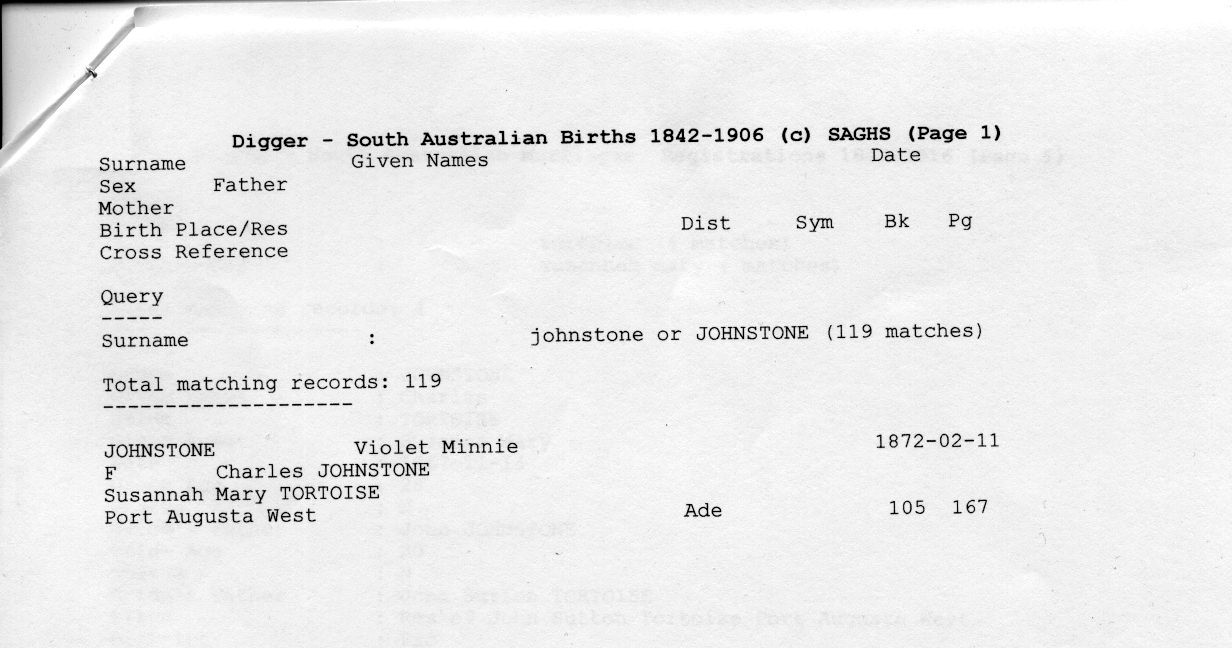 Digger - South Australian Births 1842-1906 (c) SAGHS (Page 1)
Surname Given Names Date
Sex Father
Mother
Birth Place/Res Dist Sym Bk Pg
Cross Reference
Query
-----
Surname : johnstone or JOHNSTONE (119 matches)
Total matching records: 119
--------------------
JOHNSTONE Violet Minnie 1872-02-11
F Charles JOHNSTONE
Susannah Mary TORTOISE
Port Augusta West Ade 105 167